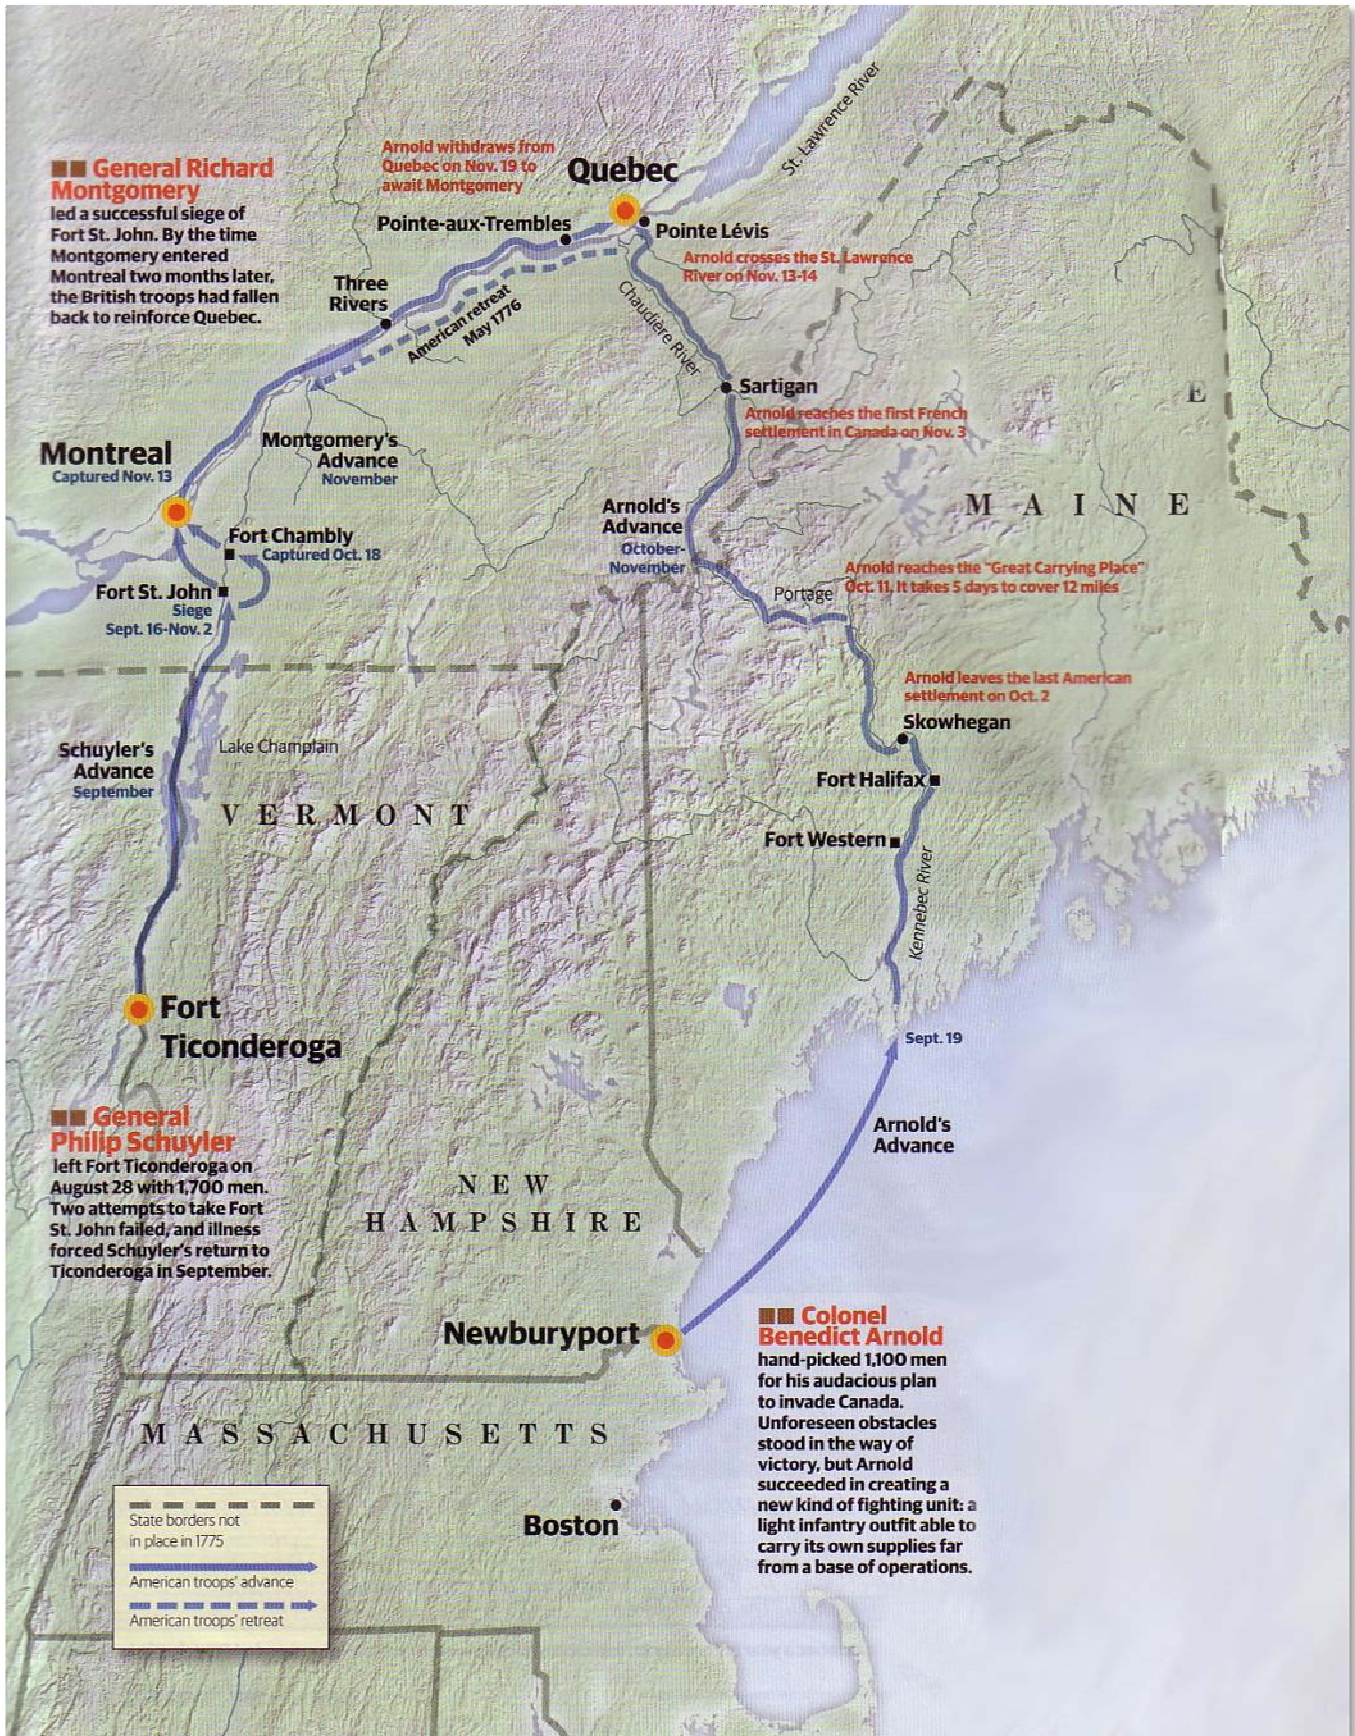 St. Lawrence River
Arnold withdraws from
Quebec on Nov. 19 to
await Montgomery
Quebec
General Richard
Montgomery
led a successful siege of
Fort St. John. By the time
Montgomery entered
Montreal two months later,
the British troops had fallen
back to reinforce Quebec.
Pointe-aux-Trembles
Pointe Lévis
Arnold crosses the St. Lawrence
River on Nov. 13-14
Three
Rivers
American retreat
May 1776
Chaudière River
Sartigan
Arnold reaches the first French
settlement in Canada on Nov. 3
E
Montreal
Captured Nov. 13
Montgomery's
Advance
November
Arnold's
Advance
October-
November
MAINE
Fort Chambly
Captured Oct. 18
Fort St. John
Siege
Sept. 16-Nov. 2
Portage
Arnold reaches the "Great Carrying Place"
Oct. 11. It takes 5 days to cover 12 miles
Arnold leaves the last American
settlement on Oct. 2
Skowhegan
Schuyler's
Advance
September
Lake Champlain
Fort Halifax
VERMONT
Fort Western
Kennebec River
Fort
Ticonderoga
Sept. 19
General
Philip Schuyler
left Fort Ticonderoga on
August 28 with 1,700 men.
Two attempts to take Fort
St. John failed, and illness
forced Schuyler's return to
Ticonderoga in September.
Arnold's
Advance
NEW
HAMPSHIRE
Newburyport
Colonel
Benedict Arnold
hand-picked 1,100 men
for his audacious plan
to invade Canada.
Unforeseen obstacles
stood in the way of
victory, but Arnold
succeeded in creating a
new kind of fighting unit: a
light infantry outfit able to
carry its own supplies far
from a base of operations.
MASSACHUSETTS
Boston
State borders not
in place in 1775
American troops' advance
American troops' retreat